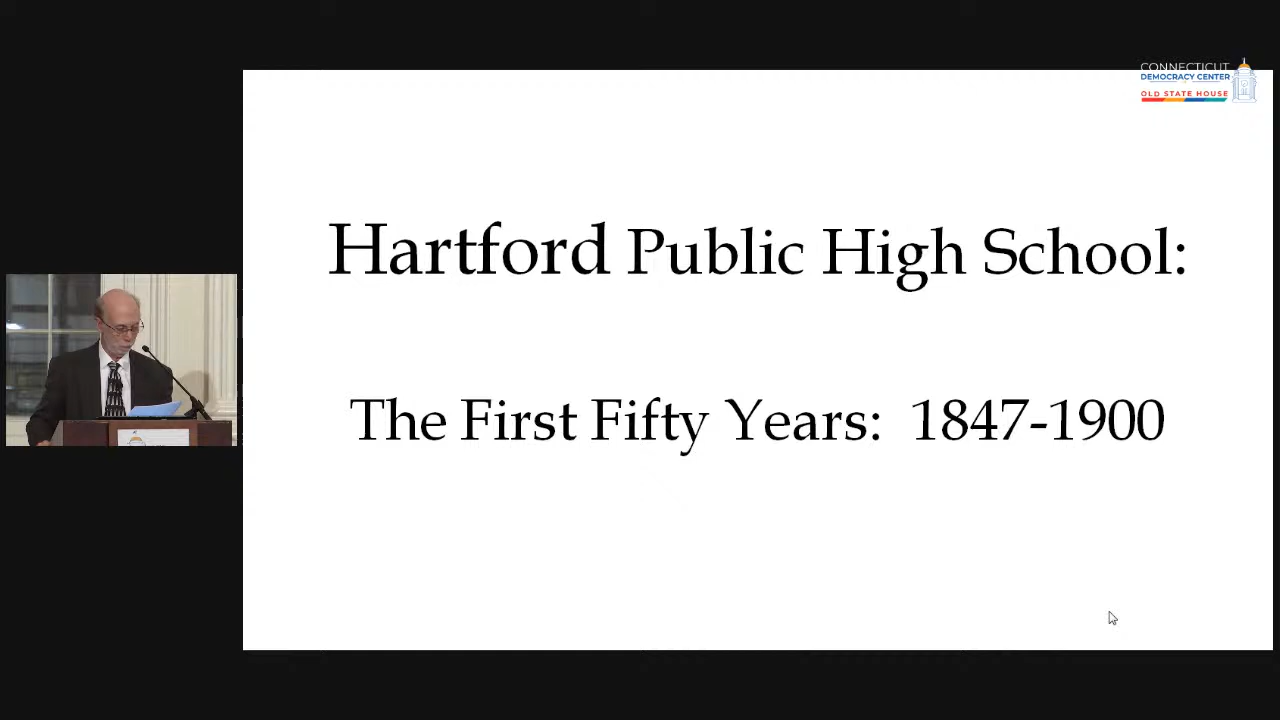 CONNECTICUT
DEMOCRACY CENTER
OLD STATE HOUSE
Hartford Public High School:
The First Fifty Years: 1847-1900